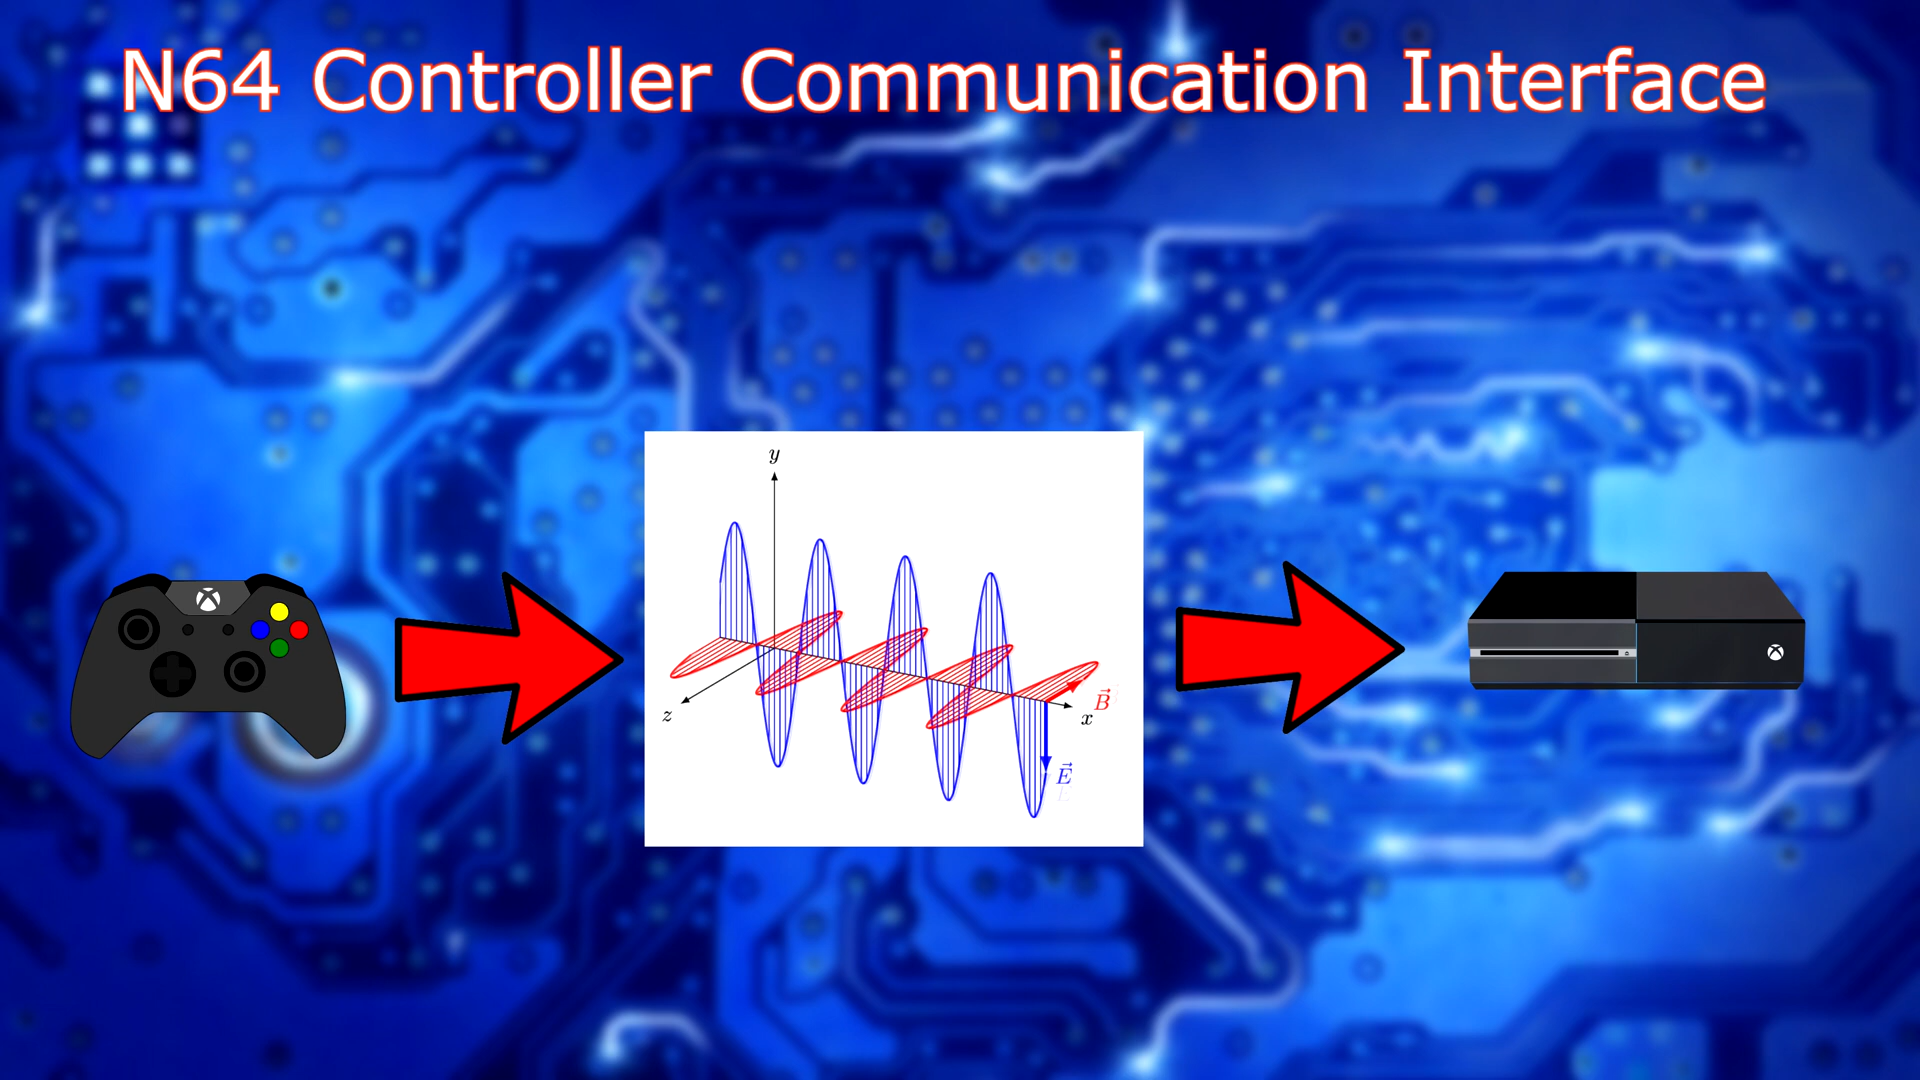 N64 Controller Communication Interface
y
B
z
x
E